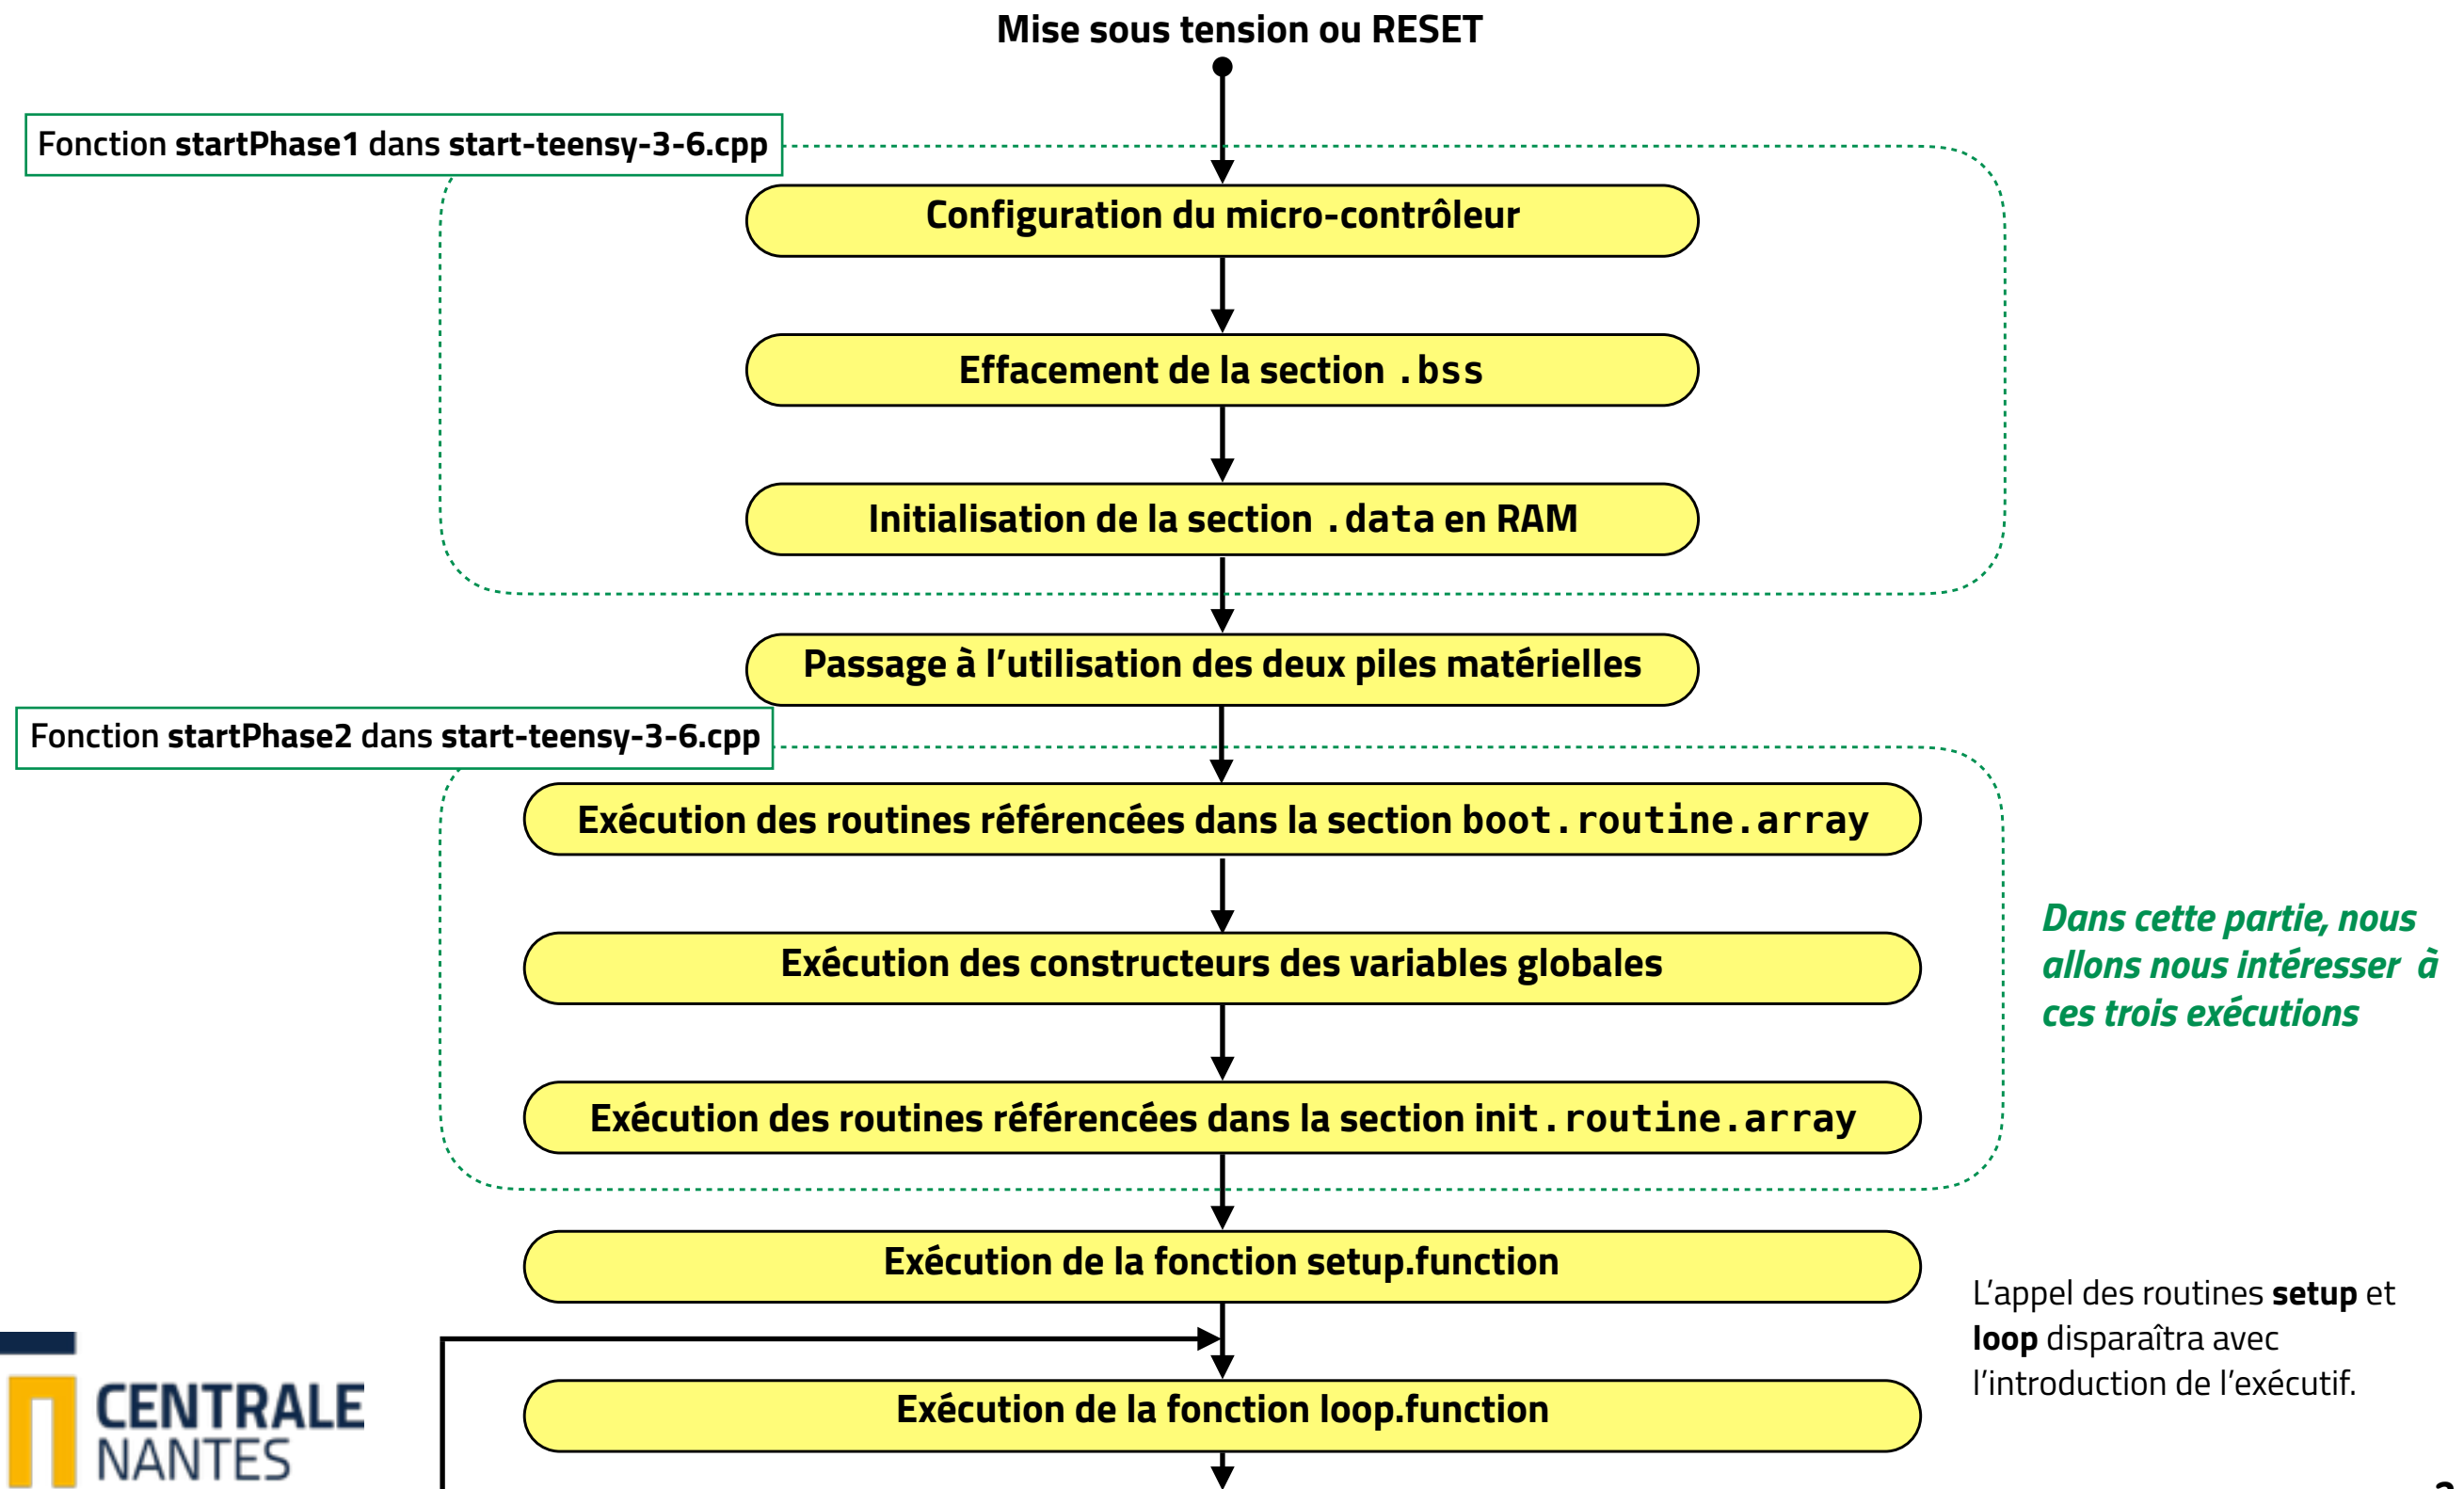 Mise sous tension ou RESET
Fonction startPhase1 dans start-teensy-3-6.cpp
Configuration du micro-contrôleur
Effacement de la section .bss
Initialisation de la section .data en RAM
Passage à l'utilisation des deux piles matérielles
Fonction startPhase2 dans start-teensy-3-6.cpp
Exécution des routines référencées dans la section boot.routine.array
Exécution des constructeurs des variables globales
Dans cette partie, nous
allons nous intéresser à
ces trois exécutions
Exécution des routines référencées dans la section init.routine.array
Exécution de la fonction setup.function
L'appel des routines setup et
loop disparaîtra avec
l'introduction de l'exécutif.
Exécution de la fonction loop.function
CENTRALE
NANTES